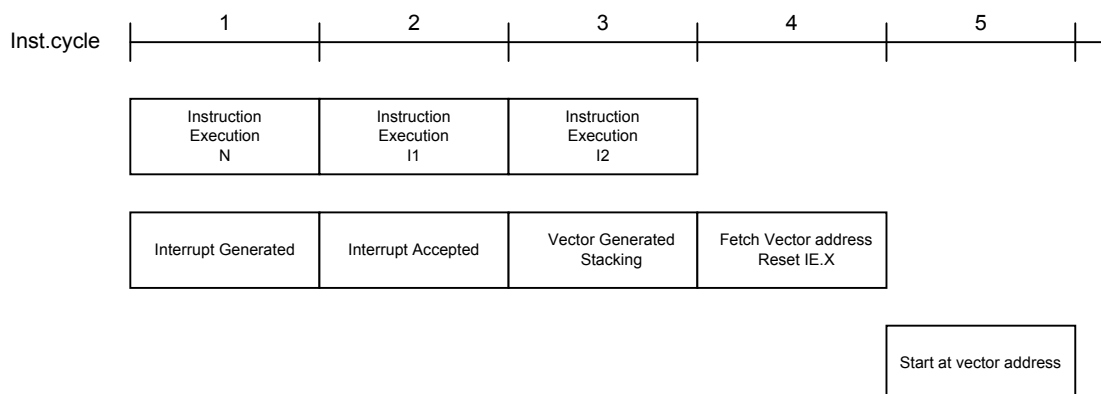 1 2 3 4 5
Inst.cycle
Instruction
Execution
N
Instruction
Execution
I1
Instruction
Execution
I2
Interrupt Generated
Interrupt Accepted
Vector Generated
Stacking
Fetch Vector address
Reset IE.X
Start at vector address